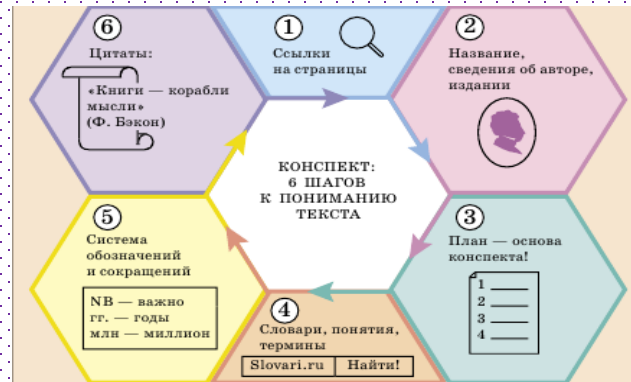 КОНСПЕКТ:
6 ШАГОВ
К ПОНИМАНИЮ
ТЕКСТА
1
Ссылки
на страницы
2
Название,
сведения об авторе,
издании
3
План — основа
конспекта!
1
2
3
4
4
Словари, понятия,
термины
Slovari.ru Найти!
5
Система
обозначений
и сокращений
NB — важно
гг. — годы
млн — миллион
6
Цитаты:
«Книги — корабли
мысли»
(Ф. Бэкон)